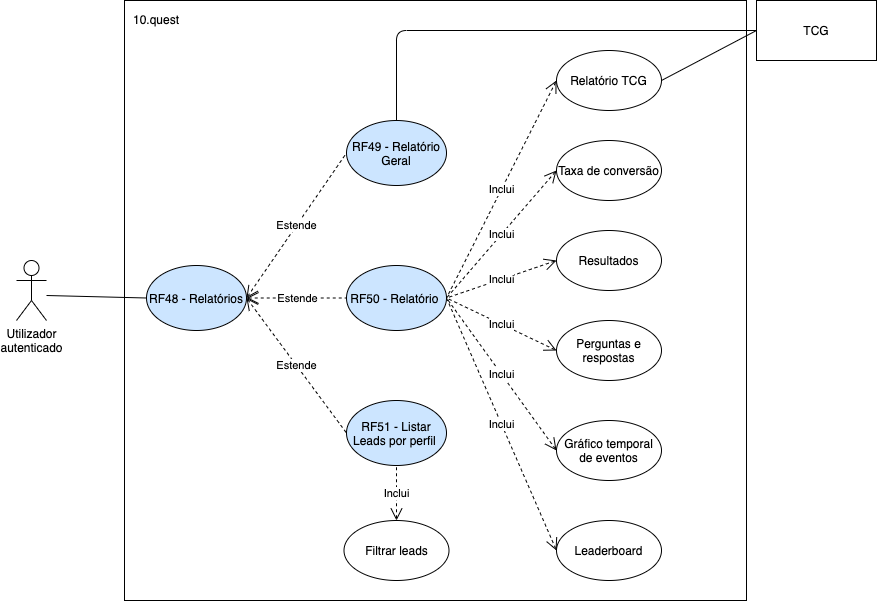 10.quest
TCG
Relatório TCG
RF49 - Relatório
Geral
Taxa de conversão
Inclui
Estende
Inclui
Resultados
Inclui
RF48 - Relatórios
Estende
RF50 - Relatório
Inclui
Utilizador
autenticado
Perguntas e
respostas
Estende
Inclui
RF51 - Listar
Leads por perfil
Inclui
Gráfico temporal
de eventos
Inclui
Filtrar leads
Leaderboard